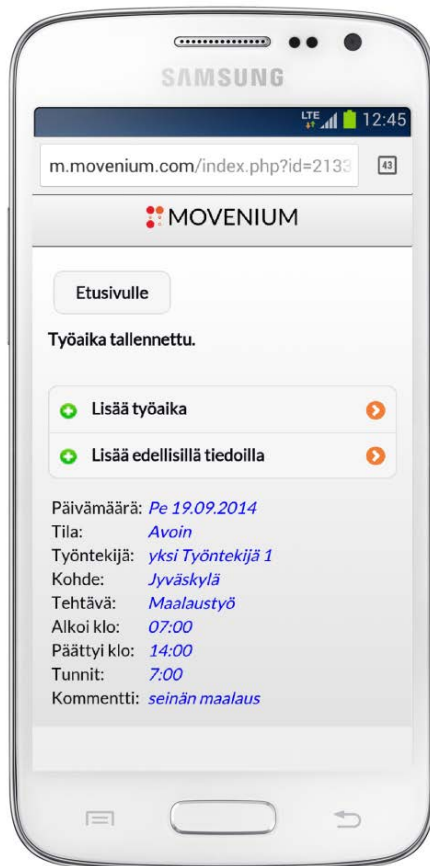 SAMSUNG
LTE 12:45
m.movenium.com/index.php?id=2133 43
MOVENIUM
Etusivulle
Työaika tallennettu.
Lisää työaika
Lisää edellisillä tiedoilla
Päivämäärä: Pe 19.09.2014
Tila: Avoin
Työntekijä: yksi Työntekijä 1
Kohde: Jyväskylä
Tehtävä: Maalaustyö
Alkoi klo: 07:00
Päättyi klo: 14:00
Tunnit: 7:00
Kommentti: seinän maalaus